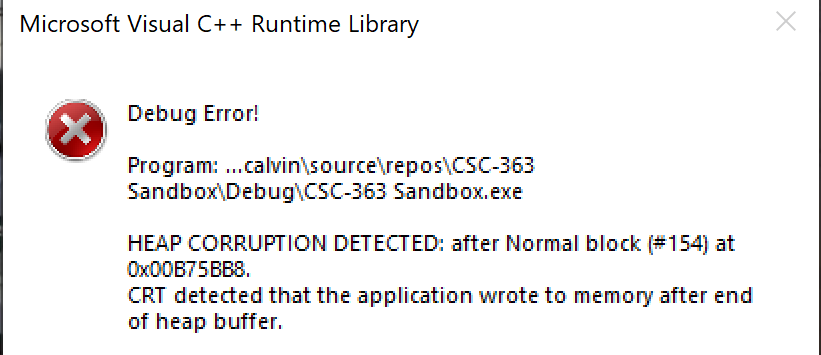 Microsoft Visual C++ Runtime Library
Debug Error!
Program: ...calvin\source\repos\CSC-363
Sandbox\Debug\CSC-363 Sandbox.exe
HEAP CORRUPTION DETECTED: after Normal block (#154) at
0x00B75BB8.
CRT detected that the application wrote to memory after end
of heap buffer.